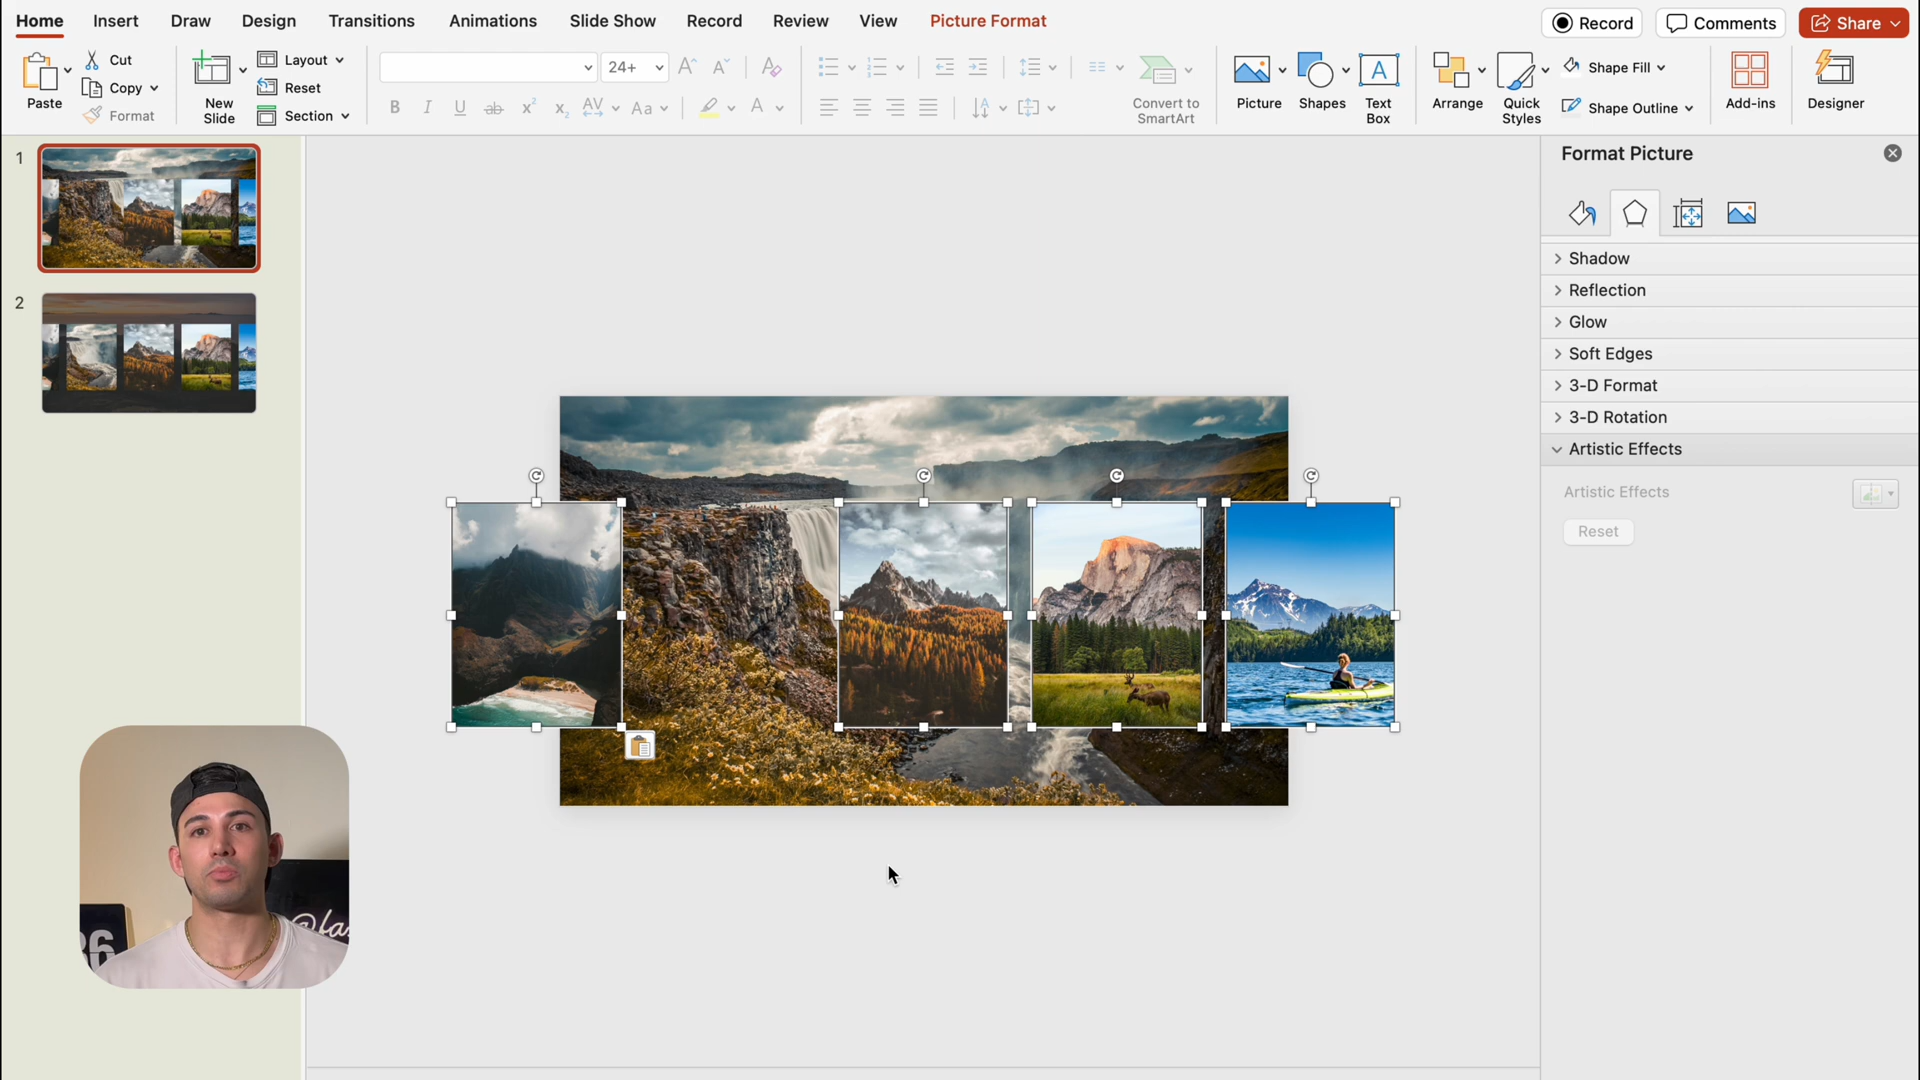 Home Insert Draw Design Transitions Animations Slide Show Record Review View Picture Format
Record Comments Share
Paste
Cut
Copy
Format
New
Slide
Layout
Reset
Section
24+
Convert to
SmartArt
Picture
Shapes
Text
Box
Arrange
Quick
Styles
Shape Fill
Shape Outline
Add-ins
Designer
1
2
Format Picture
Shadow
Reflection
Glow
Soft Edges
3-D Format
3-D Rotation
Artistic Effects
Artistic Effects
Reset